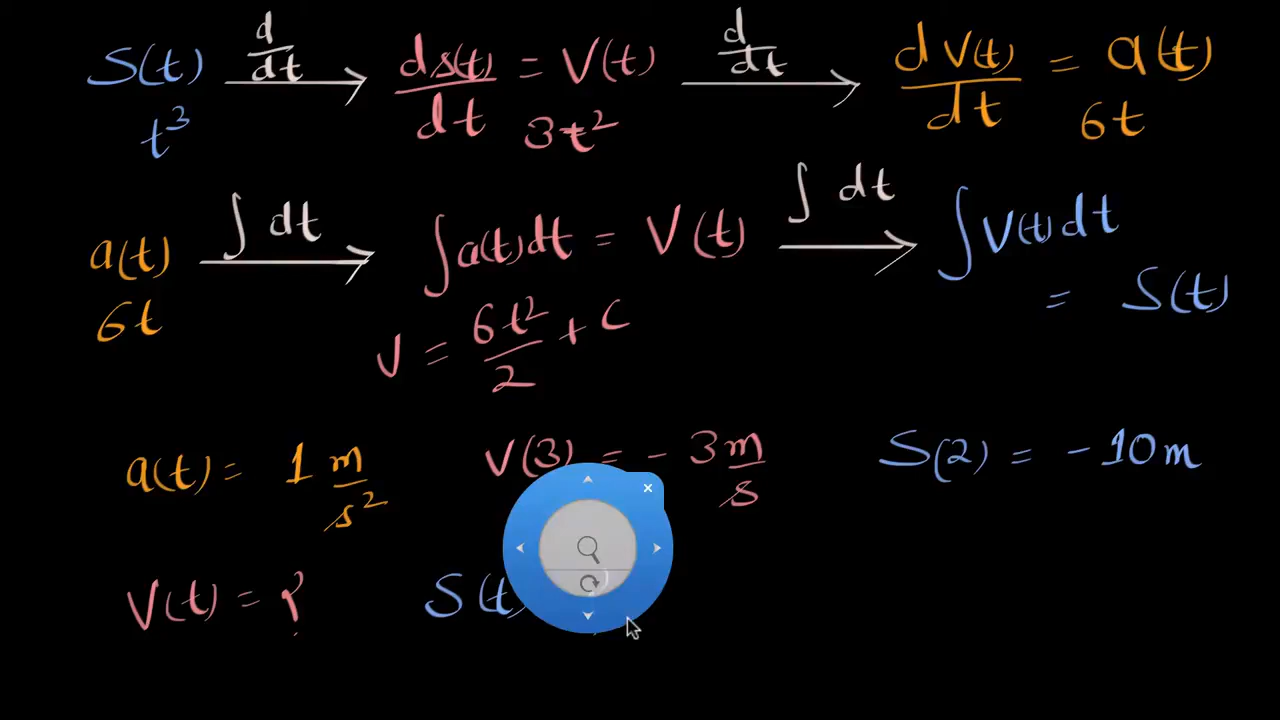 S(t) d/dt → ds(t)/dt = V(t) d/dt → dV(t)/dt = a(t)
t³ 3t² 6t
a(t) ∫ dt → ∫a(t)dt = V(t) ∫ dt → ∫V(t)dt
6t = S(t)
V = 6t²/2 + C
a(t) = 1 m/s² V(3) = - 3 m/s S(2) = - 10m
V(t) = ? S(t)